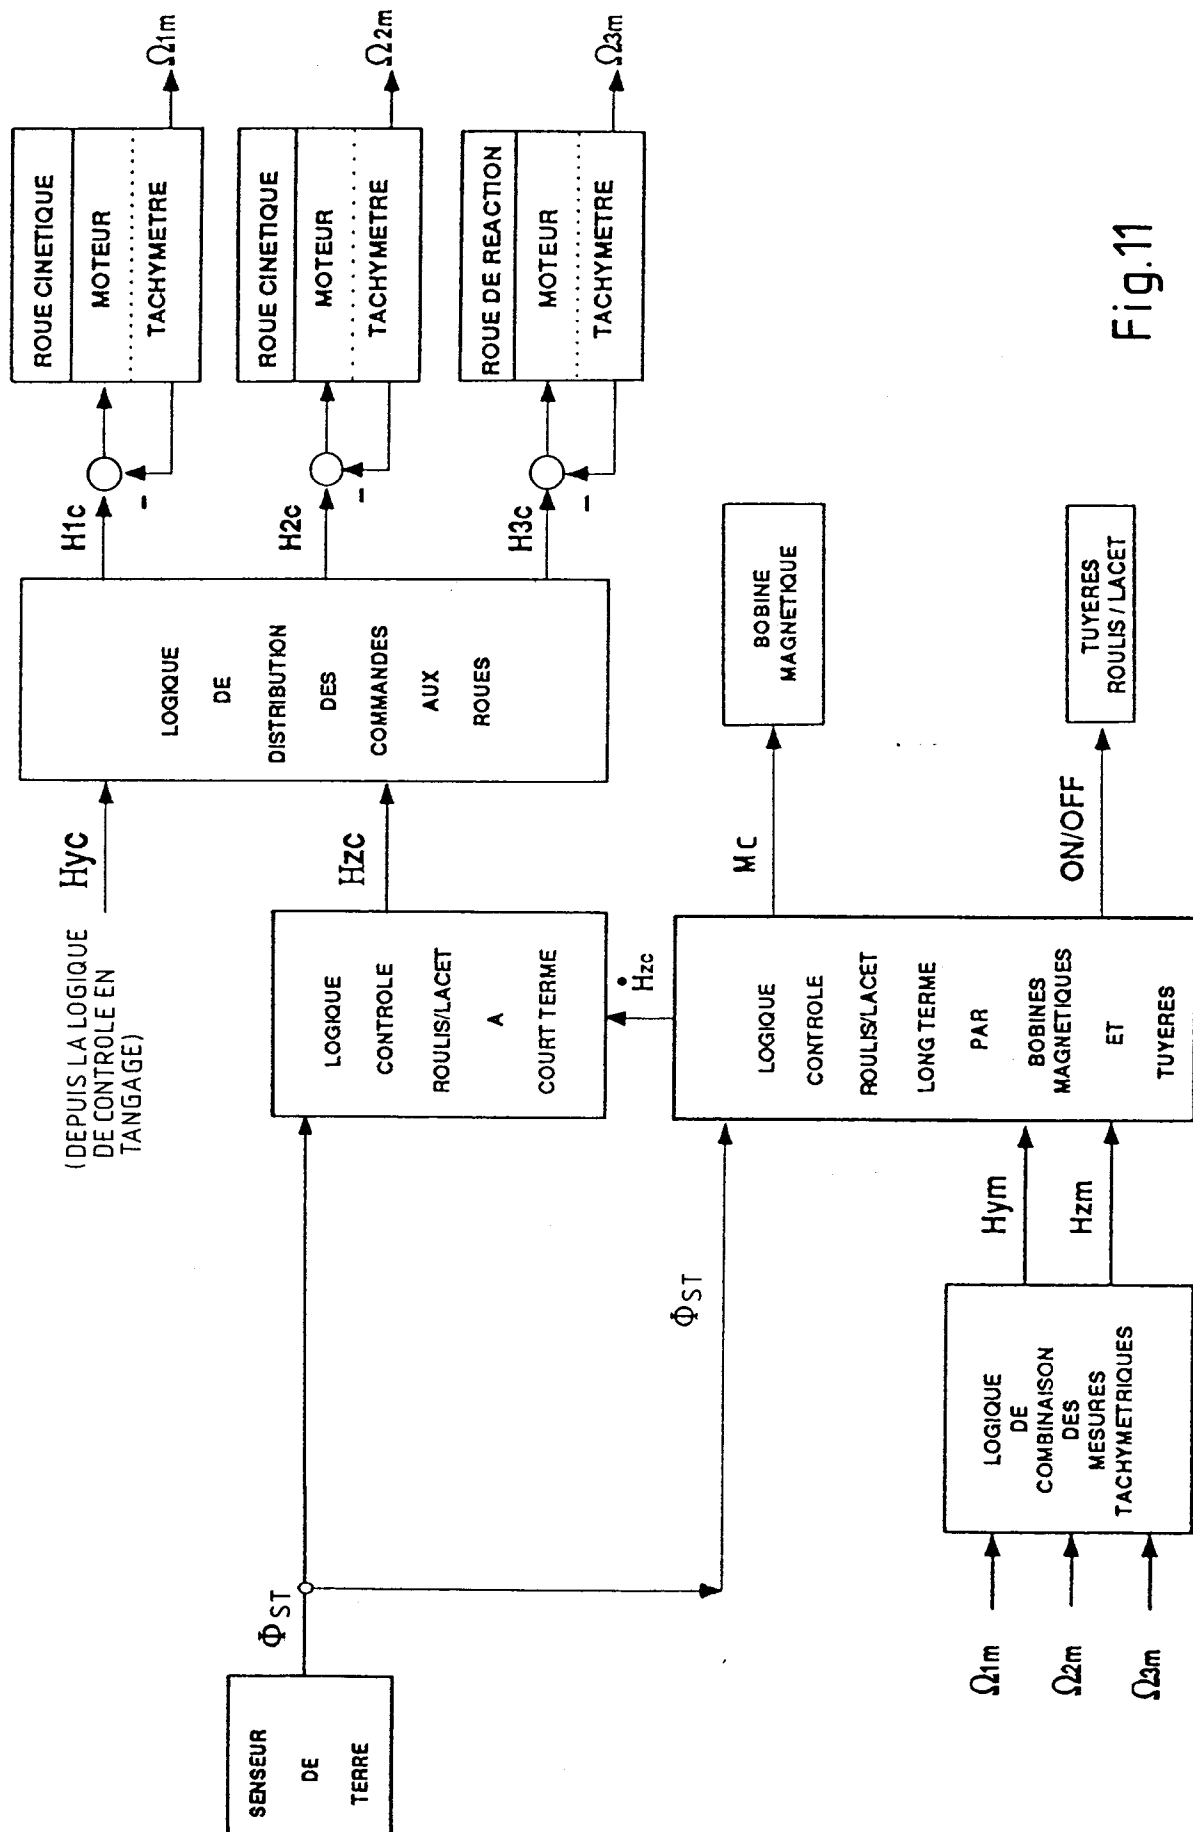 SENSEUR
DE
TERRE
ΦST
ΦST
(DEPUIS LA LOGIQUE
DE CONTROLE EN
TANGAGE)
Hyc
LOGIQUE
CONTROLE
ROULIS/LACET
A
COURT TERME
Hzc
Ḣzc
LOGIQUE
DE
DISTRIBUTION
DES
COMMANDES
AUX
ROUES
H1c
-
ROUE CINETIQUE
MOTEUR
TACHYMETRE
Ω1m
H2c
-
ROUE CINETIQUE
MOTEUR
TACHYMETRE
Ω2m
H3c
-
ROUE DE REACTION
MOTEUR
TACHYMETRE
Ω3m
Ω1m
Ω2m
Ω3m
LOGIQUE
DE
COMBINAISON
DES
MESURES
TACHYMETRIQUES
Hym
Hzm
LOGIQUE
CONTROLE
ROULIS/LACET
LONG TERME
PAR
BOBINES
MAGNETIQUES
ET
TUYERES
MC
BOBINE
MAGNETIQUE
ON/OFF
TUYERES
ROULIS / LACET
Fig.11